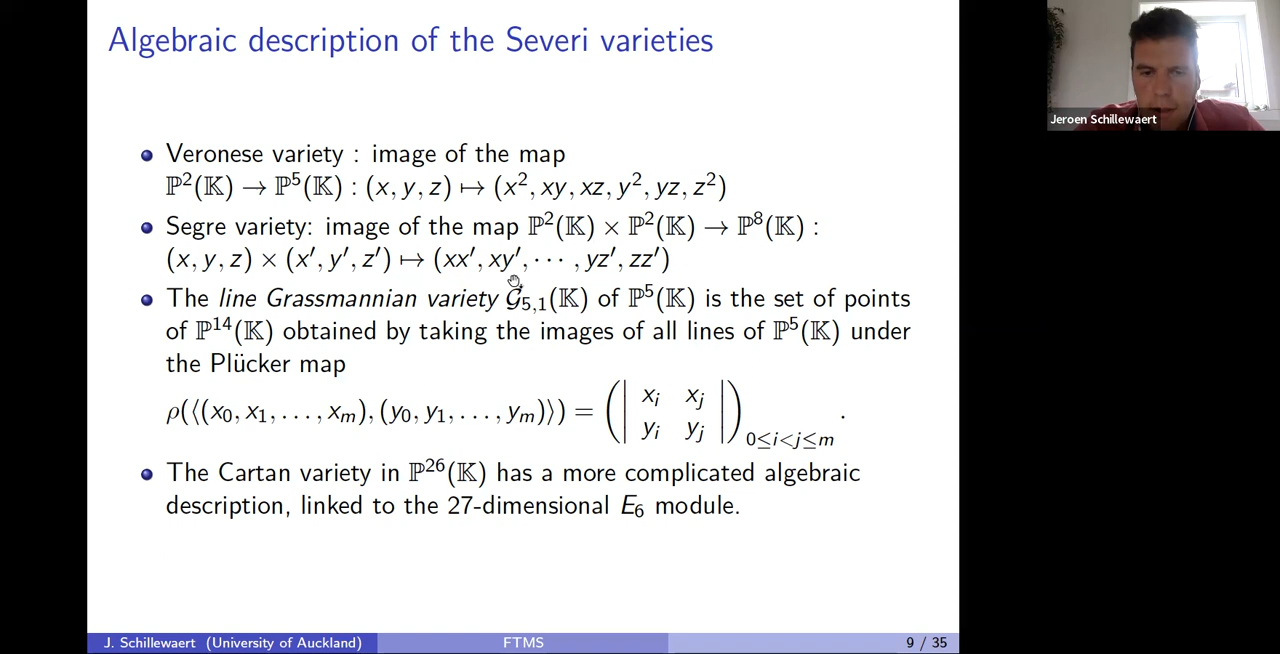 Algebraic description of the Severi varieties
Jeroen Schillewaert
Veronese variety : image of the map
ℙ²(𝕂) → ℙ⁵(𝕂) : (x, y, z) ↦ (x², xy, xz, y², yz, z²)
Segre variety: image of the map ℙ²(𝕂) × ℙ²(𝕂) → ℙ⁸(𝕂) :
(x, y, z) × (x′, y′, z′) ↦ (xx′, xy′, ⋯ , yz′, zz′)
The line Grassmannian variety 𝒢₅,₁(𝕂) of ℙ⁵(𝕂) is the set of points
of ℙ¹⁴(𝕂) obtained by taking the images of all lines of ℙ⁵(𝕂) under
the Plücker map
ρ(⟨(x₀, x₁, . . . , xₘ), (y₀, y₁, . . . , yₘ)⟩) = (| xᵢ xⱼ
yᵢ yⱼ |)₀≤i<j≤m .
The Cartan variety in ℙ²⁶(𝕂) has a more complicated algebraic
description, linked to the 27-dimensional E₆ module.
J. Schillewaert (University of Auckland) FTMS 9 / 35